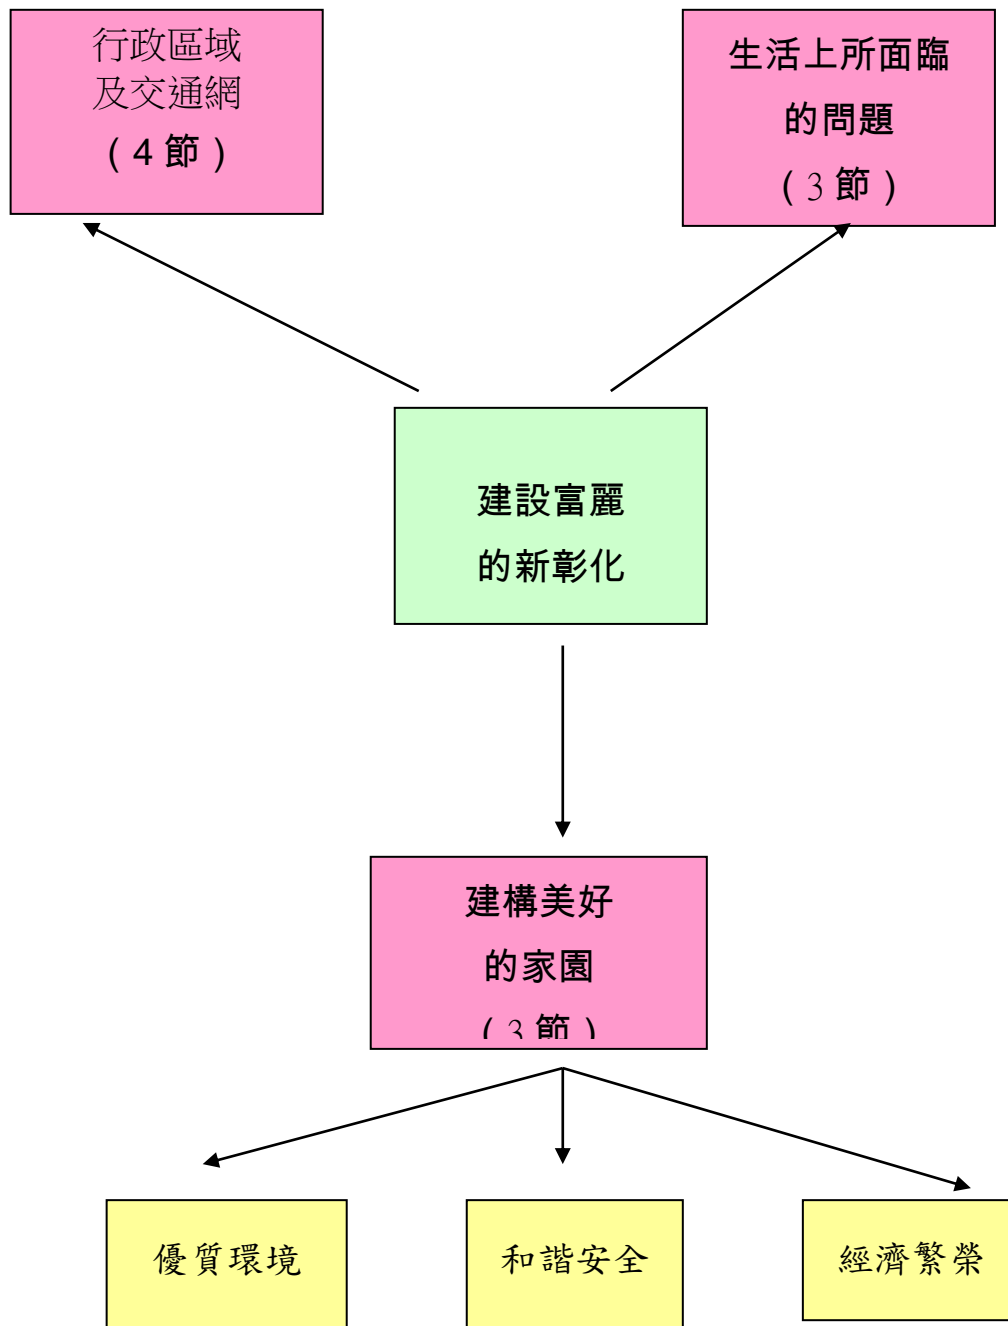 行政區域
及交通網
（4節）
生活上所面臨
的問題
（3節）
建設富麗
的新彰化
建構美好
的家園
（3節）
優質環境
和諧安全
經濟繁榮